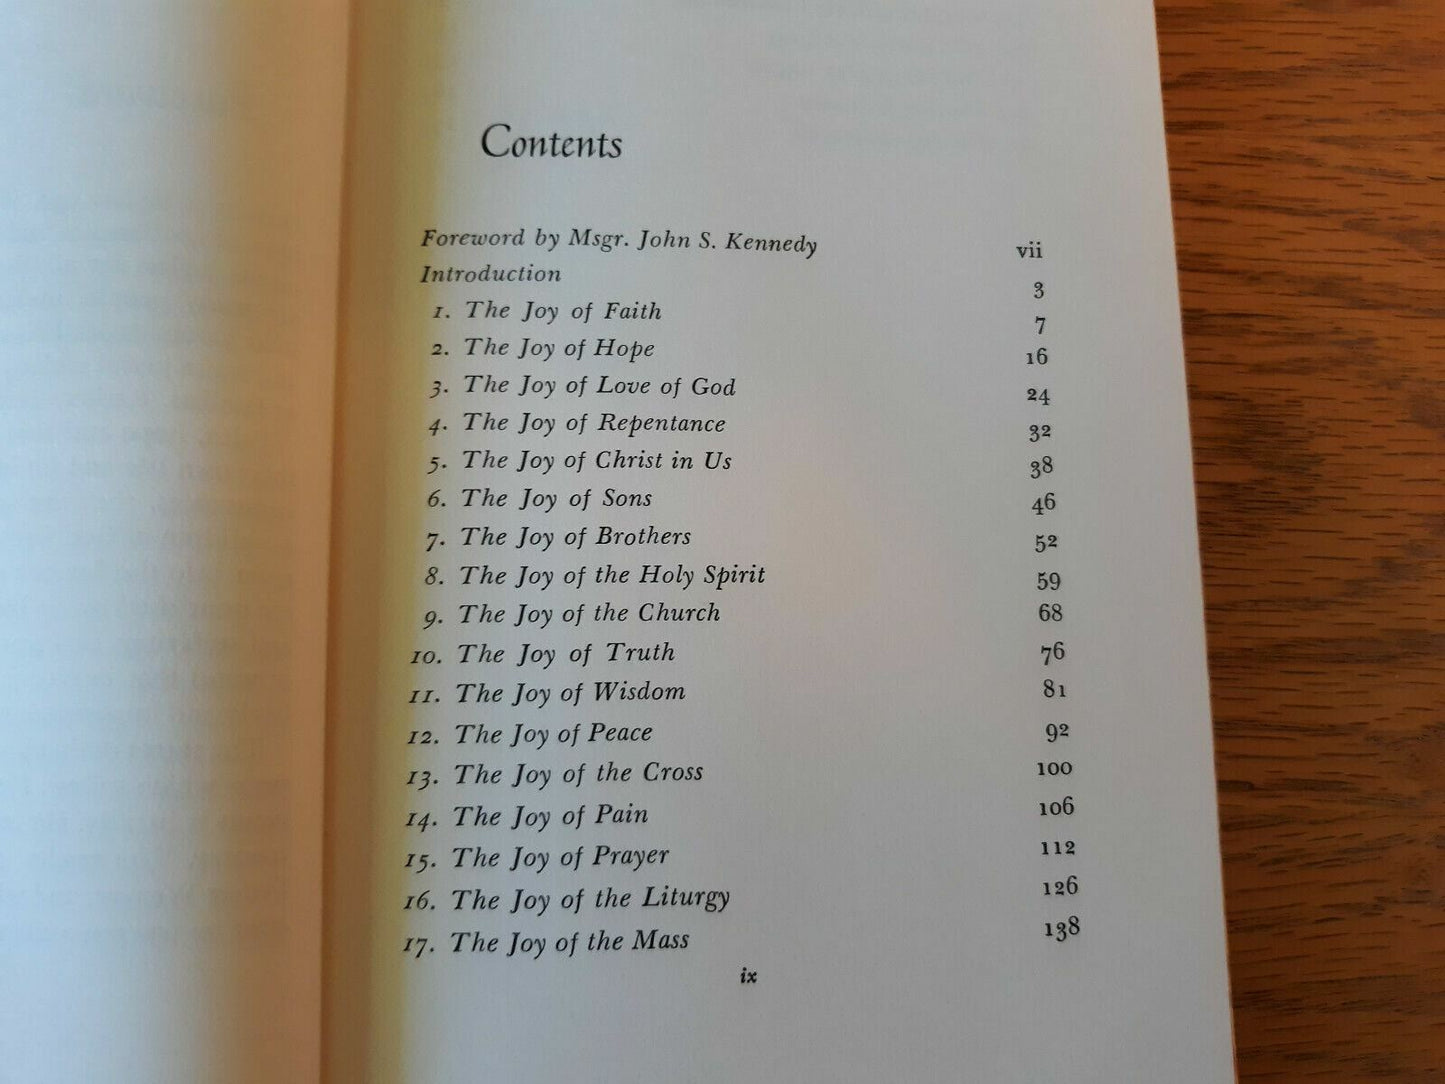 Contents
Foreword by Msgr. John S. Kennedy vii
Introduction 3
1. The Joy of Faith 7
2. The Joy of Hope 16
3. The Joy of Love of God 24
4. The Joy of Repentance 32
5. The Joy of Christ in Us 38
6. The Joy of Sons 46
7. The Joy of Brothers 52
8. The Joy of the Holy Spirit 59
9. The Joy of the Church 68
10. The Joy of Truth 76
11. The Joy of Wisdom 81
12. The Joy of Peace 92
13. The Joy of the Cross 100
14. The Joy of Pain 106
15. The Joy of Prayer 112
16. The Joy of the Liturgy 126
17. The Joy of the Mass 138
ix